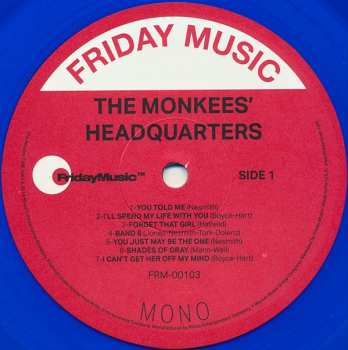 FRIDAY MUSIC
THE MONKEES'
HEADQUARTERS
FridayMusic™
SIDE 1
1-YOU TOLD ME (Nesmith)
2-I'LL SPEND MY LIFE WITH YOU (Boyce-Hart)
3-FORGET THAT GIRL (Hatfield)
4-BAND 6 (Jones-Nesmith-Tork-Dolenz)
5-YOU JUST MAY BE THE ONE (Nesmith)
6-SHADES OF GRAY (Mann-Weil)
7-I CAN'T GET HER OFF MY MIND (Boyce-Hart)
FRM-00103
MONO